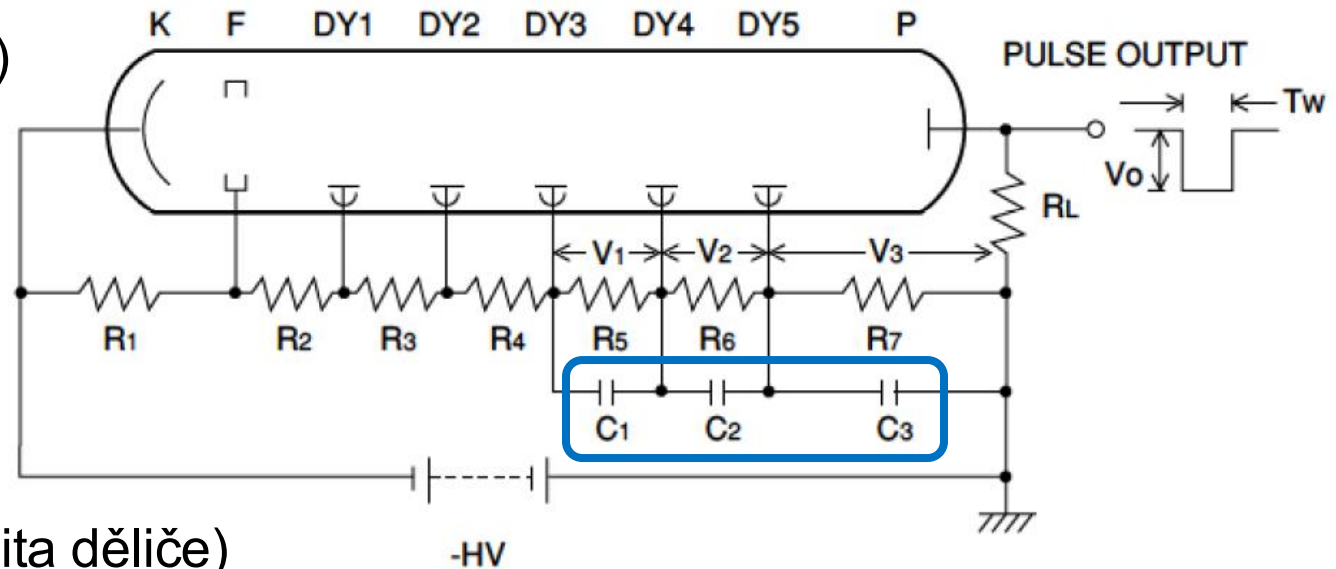 K F DY1 DY2 DY3 DY4 DY5 P
)
PULSE OUTPUT
Tw
Vo
RL
V1 V2 V3
R1 R2 R3 R4 R5 R6 R7
C1 C2 C3
ita děliče)
-HV